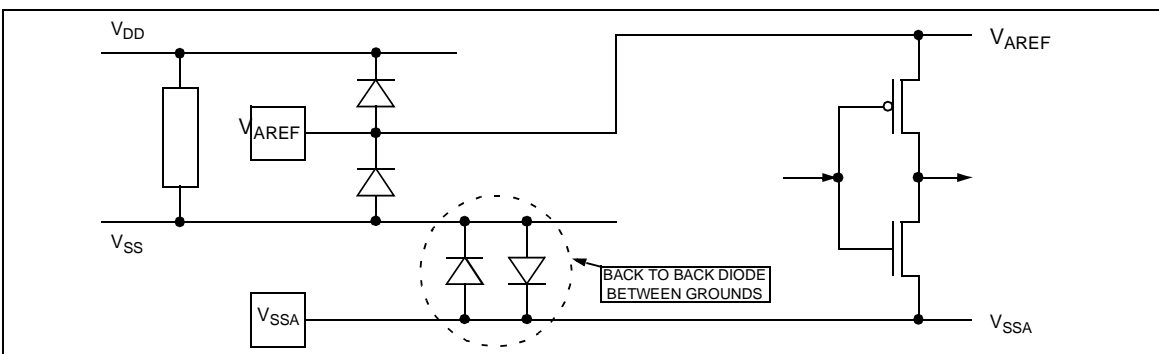 VDD
VAREF
VAREF
VSS
BACK TO BACK DIODE
BETWEEN GROUNDS
VSSA
VSSA